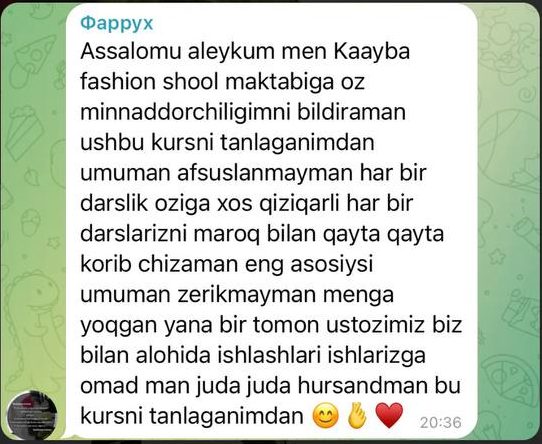 Фаррух
Assalomu aleykum men Kaayba
fashion shool maktabiga oz
minnaddorchiligimni bildiraman
ushbu kursni tanlaganimdan
umuman afsuslanmayman har bir
darslik oziga xos qiziqarli har bir
darslarizni maroq bilan qayta qayta
korib chizaman eng asosiysi
umuman zerikmayman menga
yoqgan yana bir tomon ustozimiz biz
bilan alohida ishlashlari ishlarizga
omad man juda juda hursandman bu
kursni tanlaganimdan 😊🫰❤️ 20:36